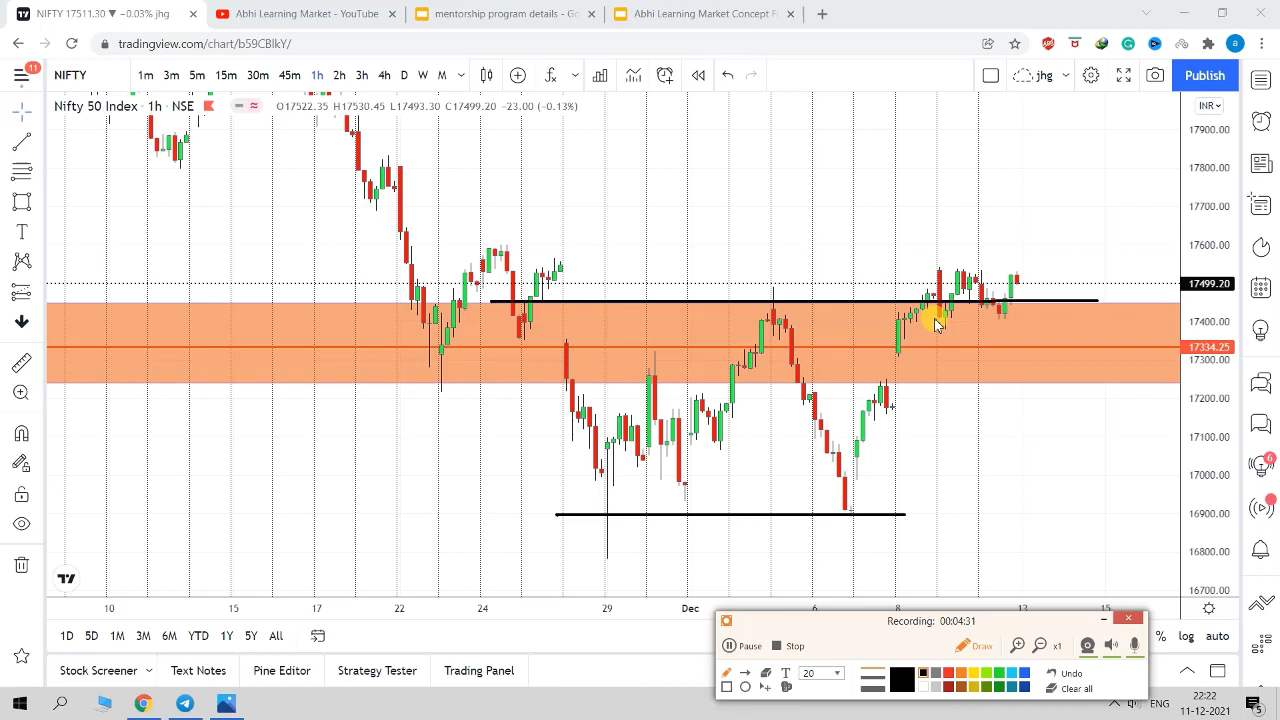 NIFTY 17511.30 ▼ −0.03% jhg
Abhi Learning Market - YouTube
membership program details - Go
Abhi Learning Market Concept F
tradingview.com/chart/b59CBlkY/
11
NIFTY 1m 3m 5m 15m 30m 45m 1h 2h 3h 4h D W M jhg Publish
Nifty 50 Index · 1h · NSE O17522.35 H17530.45 L17493.30 C17499.20 −23.00 (−0.13%)
INR
17900.00
17800.00
17700.00
17600.00
17499.20
17400.00
17334.25
17300.00
17200.00
17100.00
17000.00
16900.00
16800.00
16700.00
6
10 15 17 22 24 29 Dec 6 8 13 15
Recording: 00:04:31
1D 5D 1M 3M 6M YTD 1Y 5Y All
% log auto
Pause Stop Draw x1
Stock Screener Text Notes Pine Editor Strategy Tester Trading Panel
T 20 Undo
Clear all
ENG
22:22
11-12-2021
5